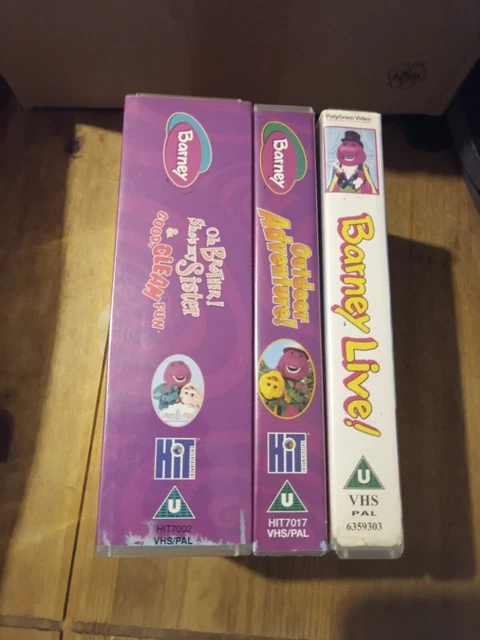 Barney
Oh BROTHER!
She's my
SISTER
&
GOOD, CLEAN FUN
HiT
U
HIT7002
VHS/PAL
Barney
Outdoor
Adventure!
HiT
U
HIT7017
VHS/PAL
PolyGram Video
Barney Live!
U
VHS
PAL
6359303